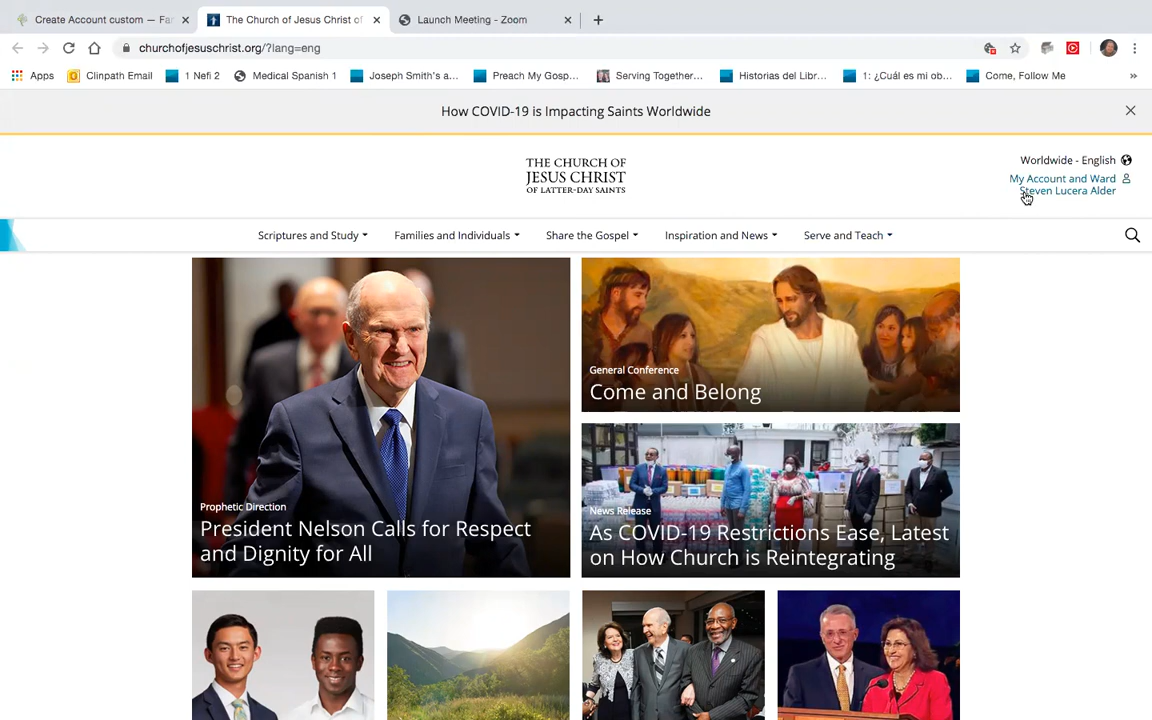 Create Account custom — Fa
The Church of Jesus Christ of
Launch Meeting - Zoom
churchofjesuschrist.org/?lang=eng
Apps
Clinpath Email
1 Nefi 2
Medical Spanish 1
Joseph Smith's a...
Preach My Gosp...
Serving Together...
Historias del Libr...
1: ¿Cuál es mi ob...
Come, Follow Me
»
How COVID-19 is Impacting Saints Worldwide
THE CHURCH OF
JESUS CHRIST
OF LATTER-DAY SAINTS
Worldwide - English
My Account and Ward
Steven Lucera Alder
Scriptures and Study
Families and Individuals
Share the Gospel
Inspiration and News
Serve and Teach
Prophetic Direction
President Nelson Calls for Respect
and Dignity for All
General Conference
Come and Belong
News Release
As COVID-19 Restrictions Ease, Latest
on How Church is Reintegrating